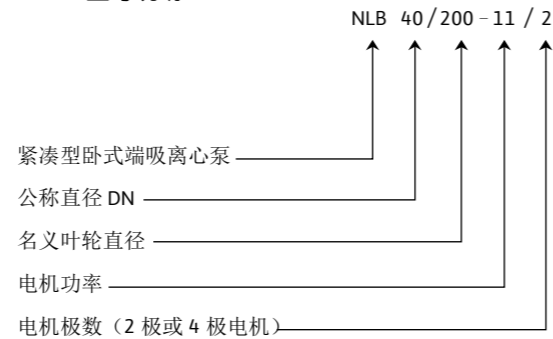 NLB 40/200-11 / 2
紧凑型卧式端吸离心泵
公称直径 DN
名义叶轮直径
电机功率
电机极数（2 极或 4 极电机）